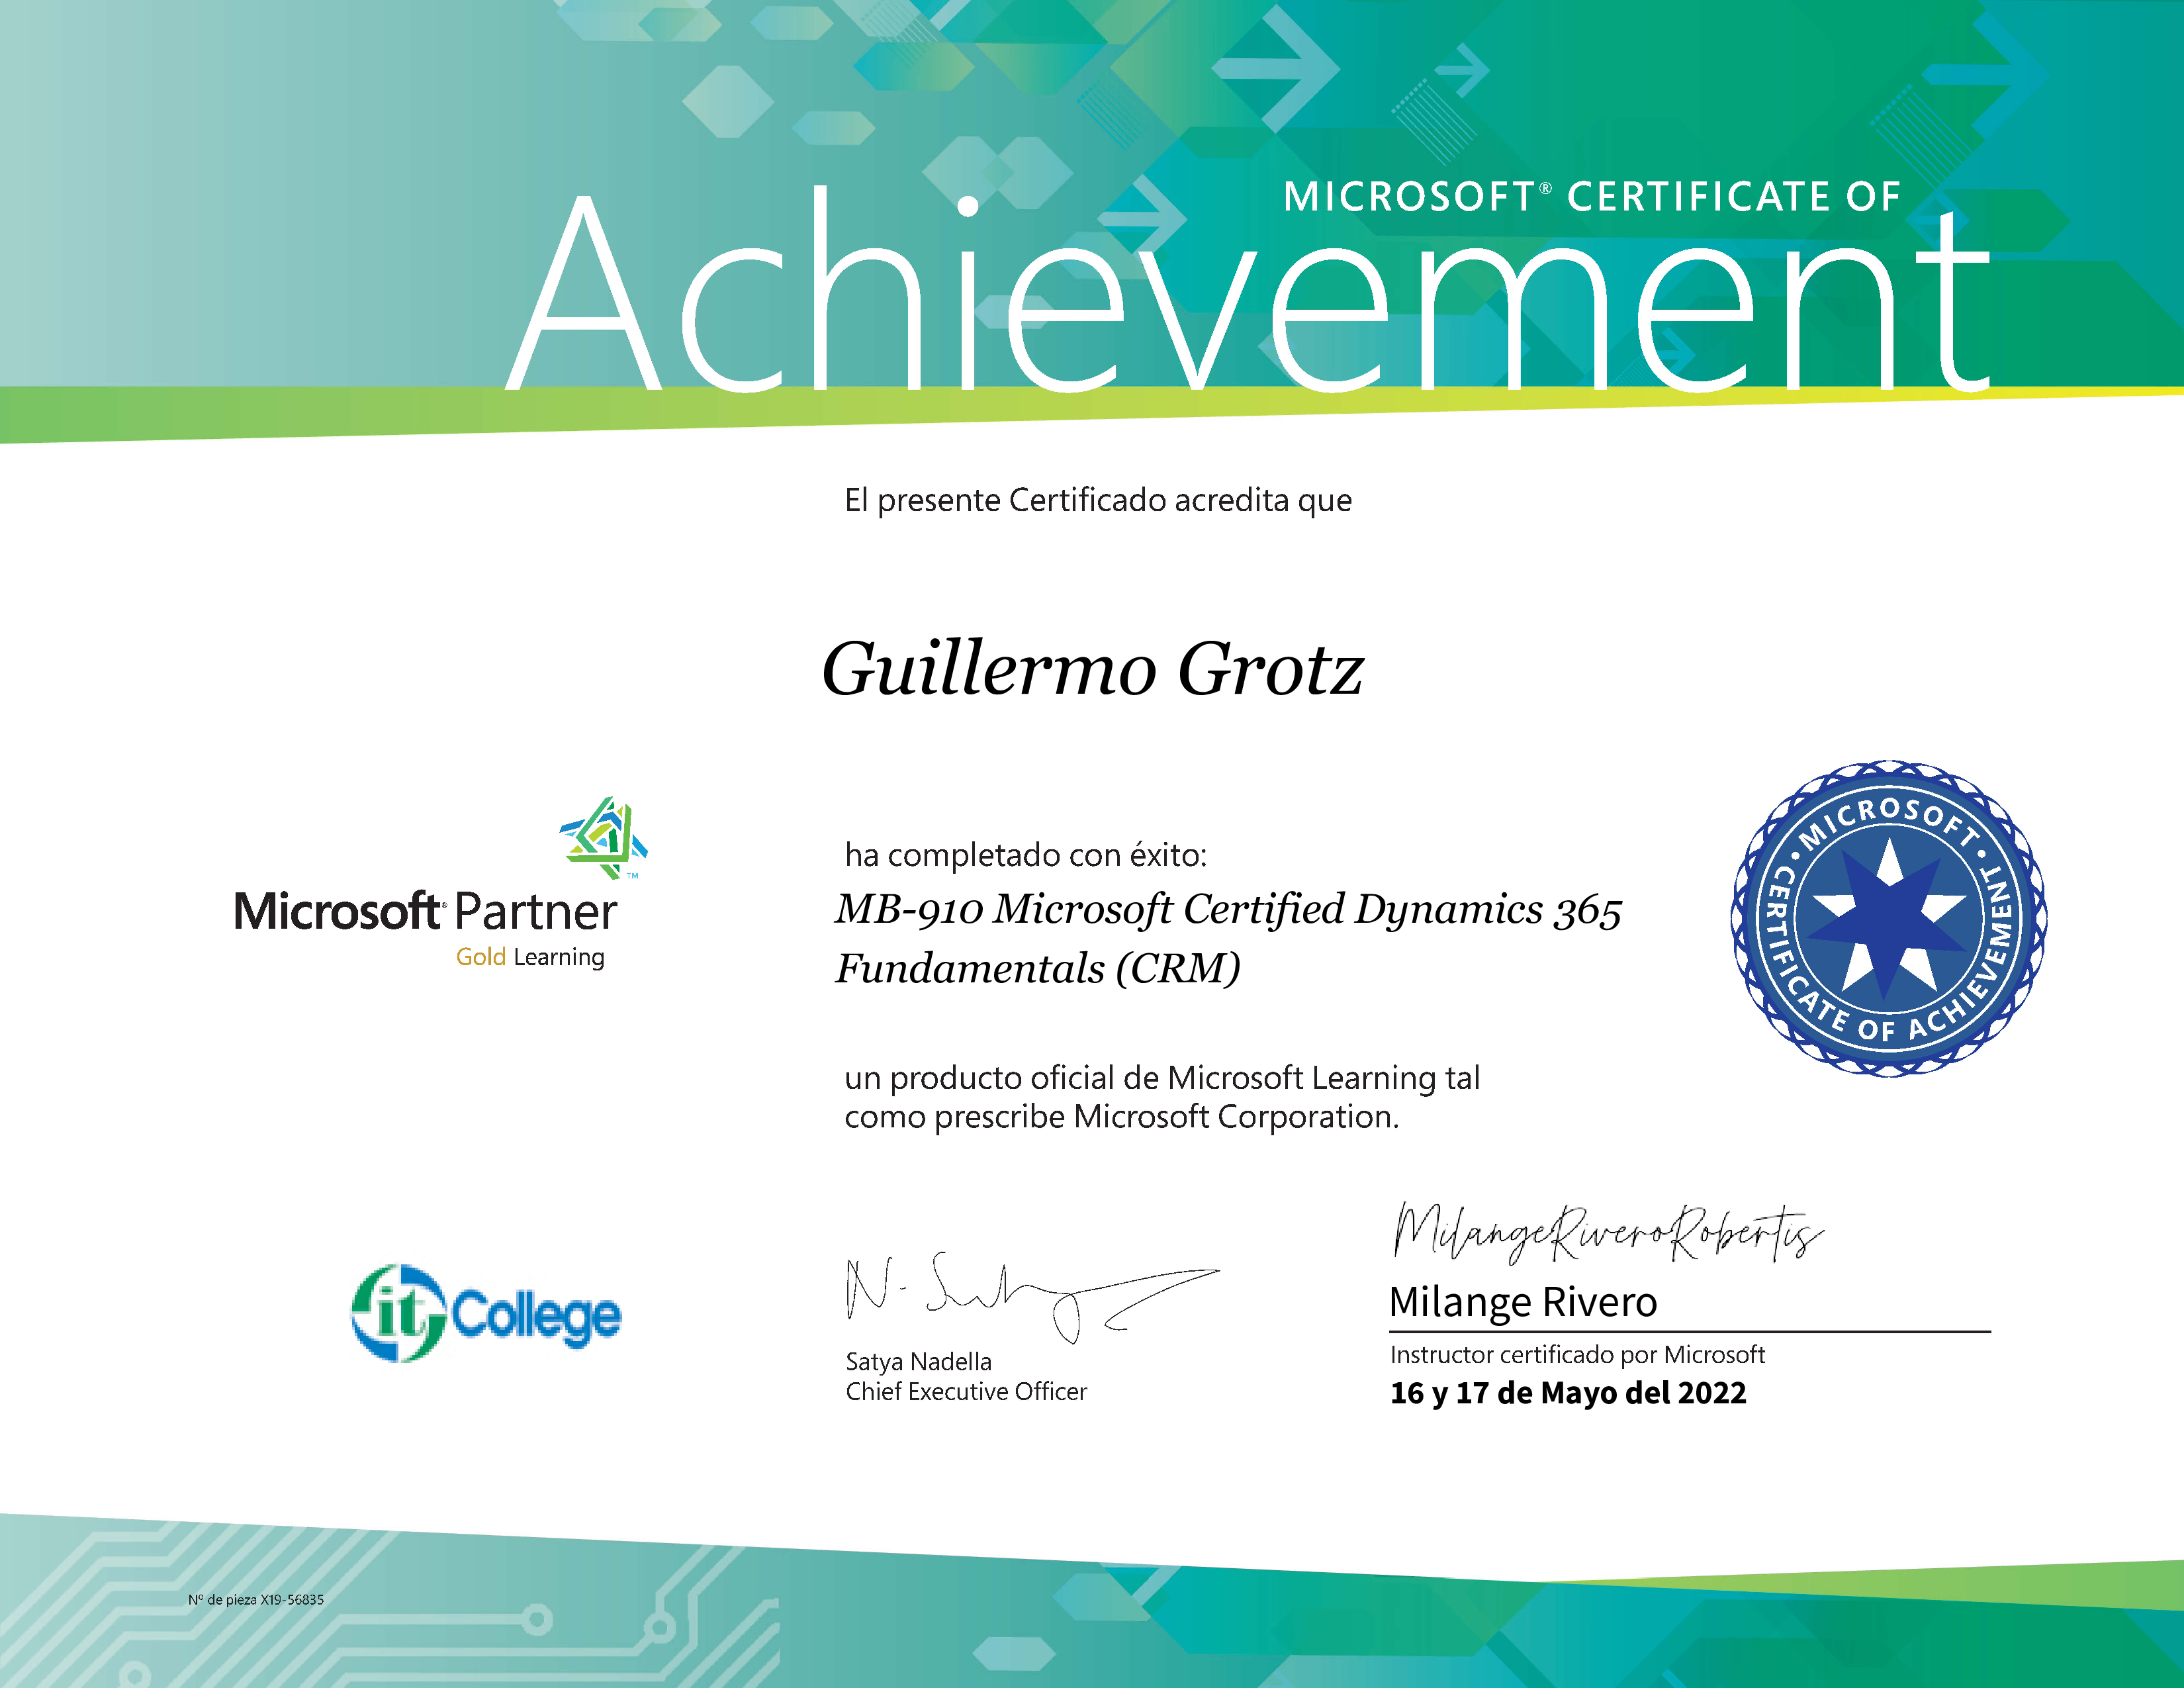 MICROSOFT® CERTIFICATE OF
Achievement
El presente Certificado acredita que
Guillermo Grotz
ha completado con éxito:
MB-910 Microsoft Certified Dynamics 365
Fundamentals (CRM)
un producto oficial de Microsoft Learning tal
como prescribe Microsoft Corporation.
Microsoft® Partner
Gold Learning
™
• MICROSOFT • CERTIFICATE OF ACHIEVEMENT
it College
N-
Satya Nadella
Chief Executive Officer
MilangeRiveroRobertis
Milange Rivero
Instructor certificado por Microsoft
16 y 17 de Mayo del 2022
Nº de pieza X19-56835